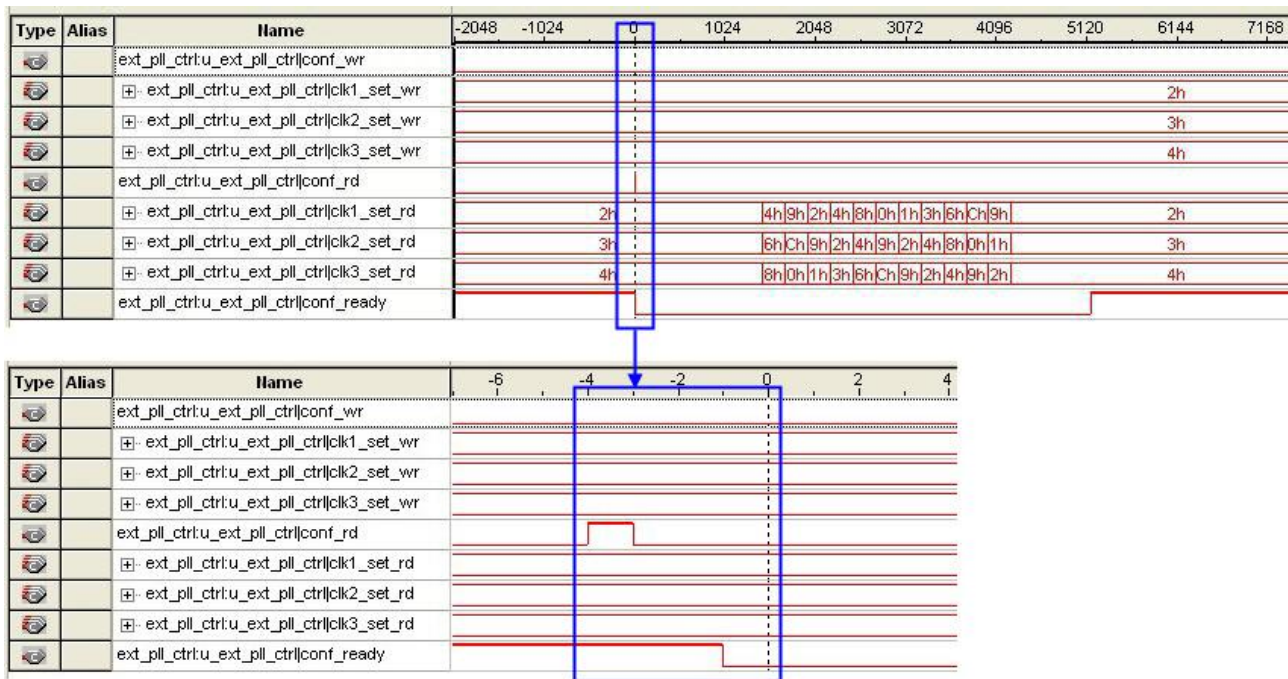 Type Alias Name -2048 -1024 0 1024 2048 3072 4096 5120 6144 7168
ext_pll_ctrl:u_ext_pll_ctrl|conf_wr
ext_pll_ctrl:u_ext_pll_ctrl|clk1_set_wr 2h
ext_pll_ctrl:u_ext_pll_ctrl|clk2_set_wr 3h
ext_pll_ctrl:u_ext_pll_ctrl|clk3_set_wr 4h
ext_pll_ctrl:u_ext_pll_ctrl|conf_rd
ext_pll_ctrl:u_ext_pll_ctrl|clk1_set_rd 2h 4h 9h 2h 4h 8h 0h 1h 3h 6h Ch 9h 2h
ext_pll_ctrl:u_ext_pll_ctrl|clk2_set_rd 3h 6h Ch 9h 2h 4h 9h 2h 4h 8h 0h 1h 3h
ext_pll_ctrl:u_ext_pll_ctrl|clk3_set_rd 4h 8h 0h 1h 3h 6h Ch 9h 2h 4h 9h 2h 4h
ext_pll_ctrl:u_ext_pll_ctrl|conf_ready
Type Alias Name -6 -4 -2 0 2 4
ext_pll_ctrl:u_ext_pll_ctrl|conf_wr
ext_pll_ctrl:u_ext_pll_ctrl|clk1_set_wr
ext_pll_ctrl:u_ext_pll_ctrl|clk2_set_wr
ext_pll_ctrl:u_ext_pll_ctrl|clk3_set_wr
ext_pll_ctrl:u_ext_pll_ctrl|conf_rd
ext_pll_ctrl:u_ext_pll_ctrl|clk1_set_rd
ext_pll_ctrl:u_ext_pll_ctrl|clk2_set_rd
ext_pll_ctrl:u_ext_pll_ctrl|clk3_set_rd
ext_pll_ctrl:u_ext_pll_ctrl|conf_ready